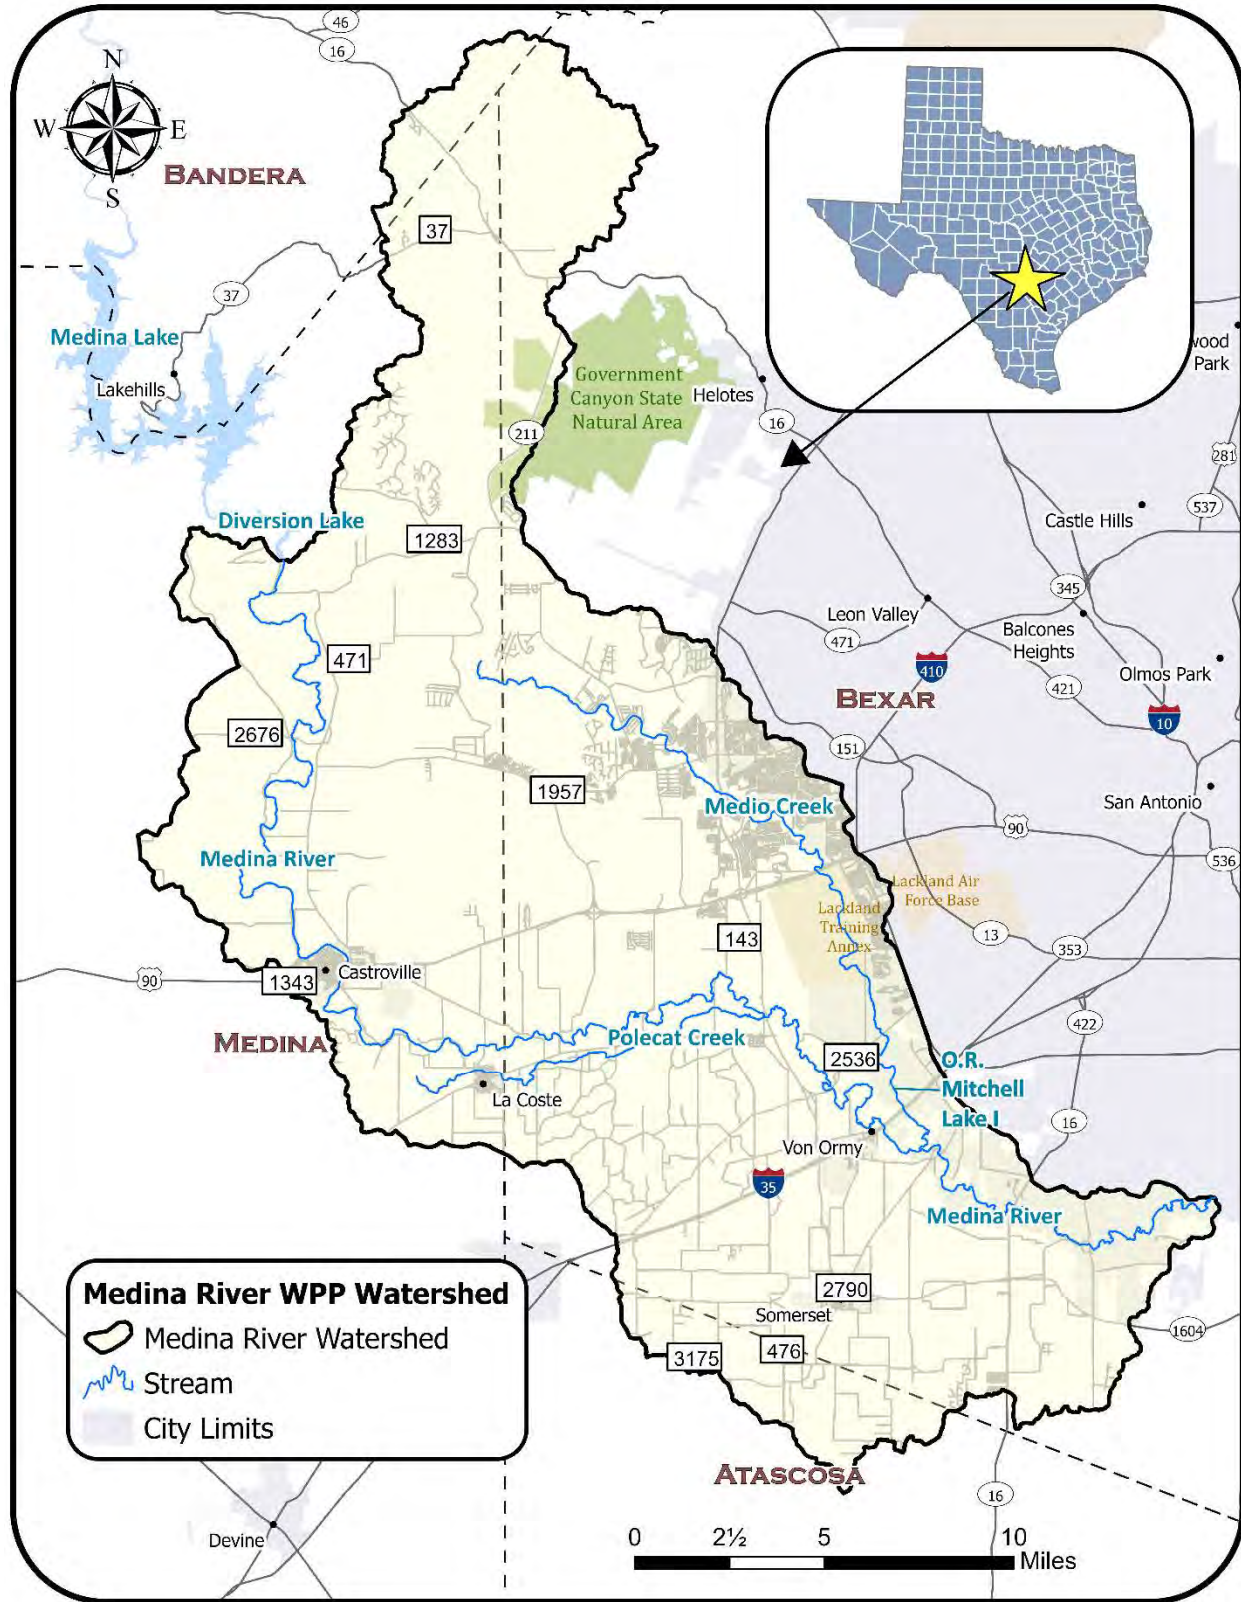 46
16
N
W
E
S
BANDERA
37
37
Medina Lake
Lakehills
Government
Canyon State
Natural Area
Helotes
wood
Park
16
211
281
537
Castle Hills
Diversion Lake
1283
345
Leon Valley
Balcones
Heights
471
471
410
421
Olmos Park
BEXAR
10
2676
151
1957
San Antonio
Medio Creek
90
536
Medina River
Lackland Air
Force Base
Lackland
Training
Annex
13
353
143
Castroville
1343
90
422
MEDINA
Polecat Creek
2536
O.R.
Mitchell
Lake I
La Coste
16
Von Ormy
35
Medina River
2790
Somerset
1604
3175
476
Medina River WPP Watershed
Medina River Watershed
Stream
City Limits
ATASCOSA
16
Devine
0 2½ 5 10
Miles